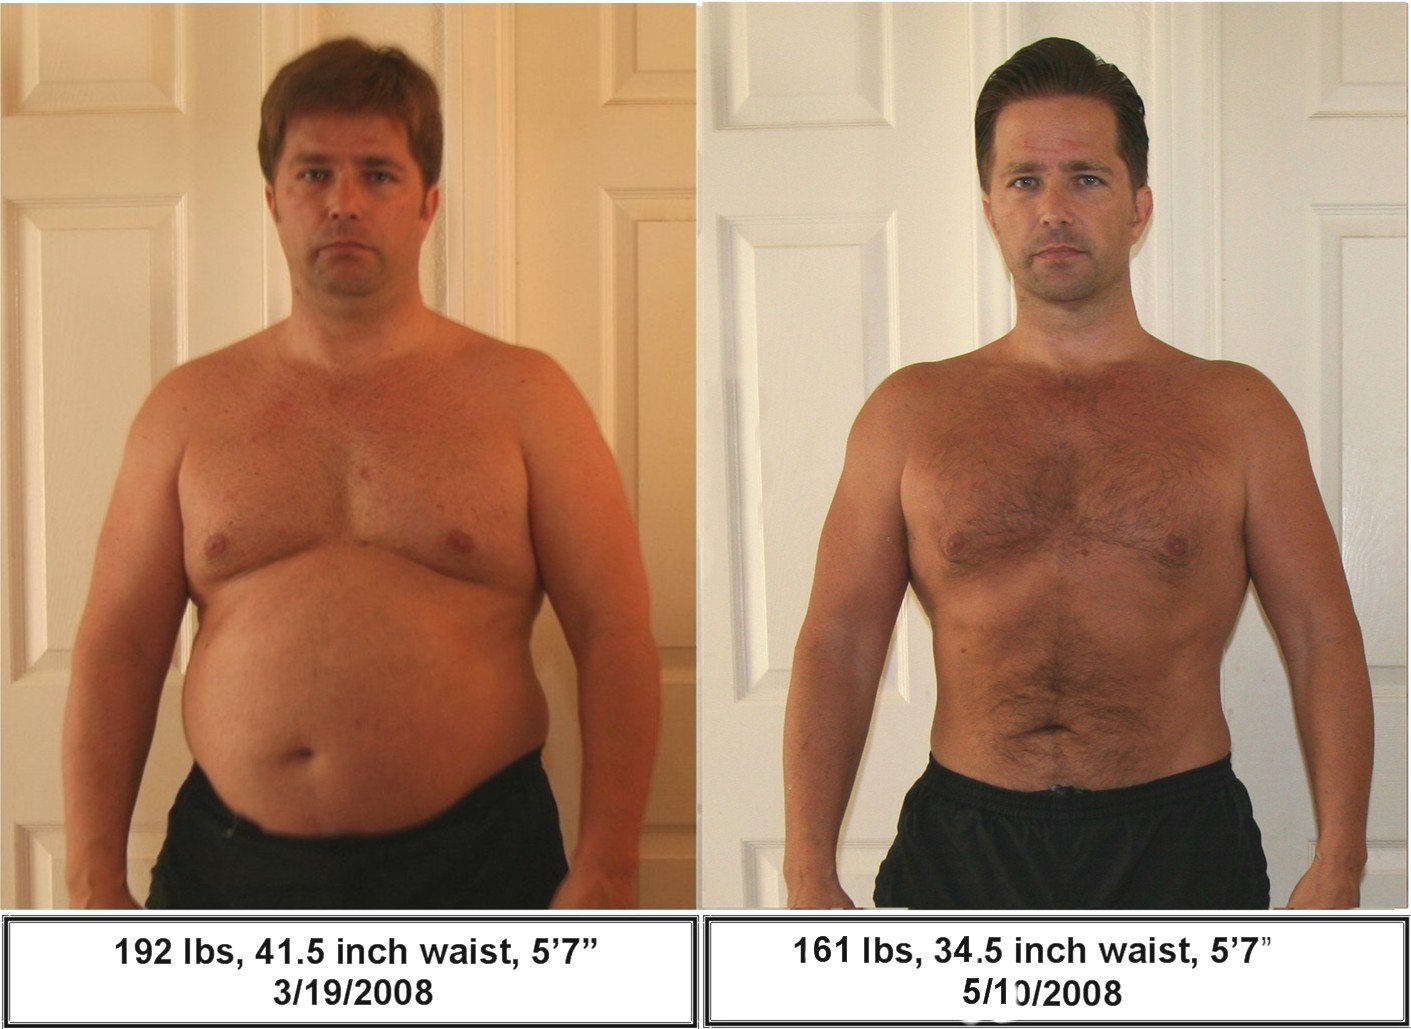 192 lbs, 41.5 inch waist, 5’7”
3/19/2008
161 lbs, 34.5 inch waist, 5’7”
5/10/2008